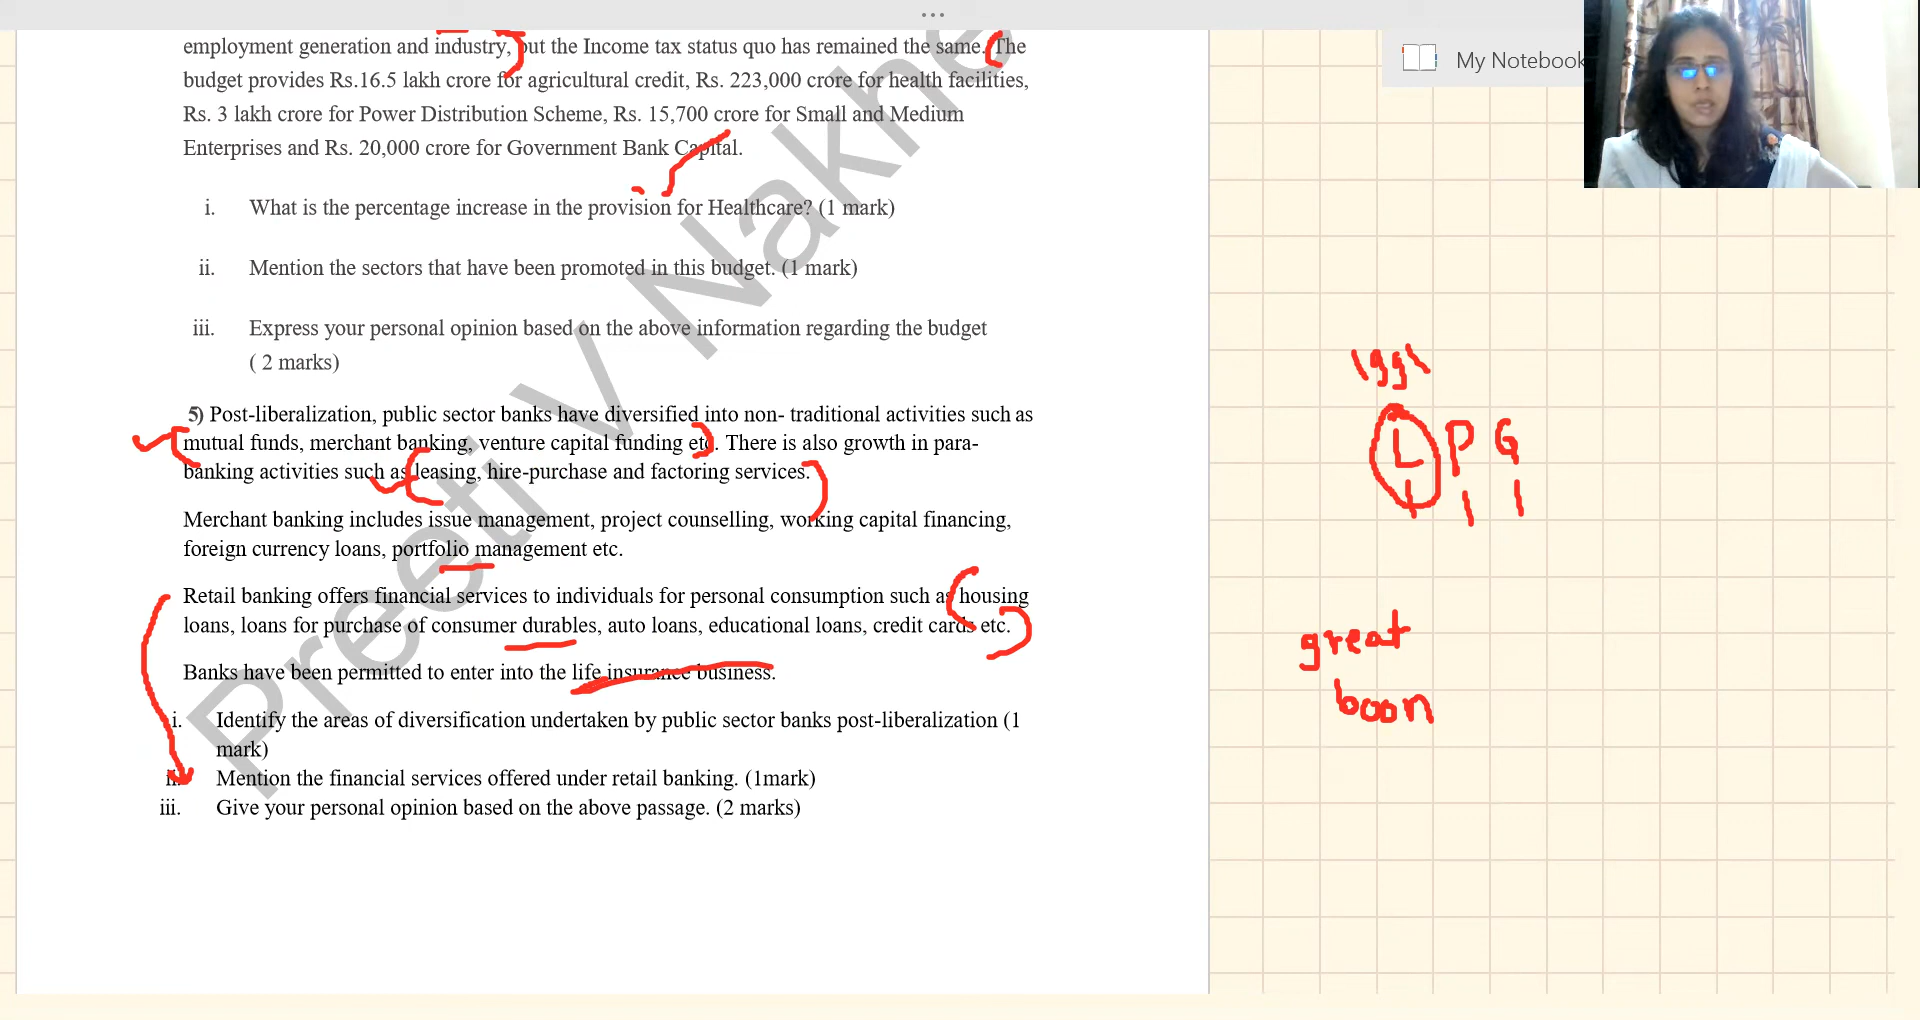 employment generation and industry, but the Income tax status quo has remained the same. The
budget provides Rs.16.5 lakh crore for agricultural credit, Rs. 223,000 crore for health facilities,
Rs. 3 lakh crore for Power Distribution Scheme, Rs. 15,700 crore for Small and Medium
Enterprises and Rs. 20,000 crore for Government Bank Capital.
i. What is the percentage increase in the provision for Healthcare? (1 mark)
ii. Mention the sectors that have been promoted in this budget. (1 mark)
iii. Express your personal opinion based on the above information regarding the budget
( 2 marks)
5) Post-liberalization, public sector banks have diversified into non- traditional activities such as
mutual funds, merchant banking, venture capital funding etc. There is also growth in para-
banking activities such as leasing, hire-purchase and factoring services.
Merchant banking includes issue management, project counselling, working capital financing,
foreign currency loans, portfolio management etc.
Retail banking offers financial services to individuals for personal consumption such as housing
loans, loans for purchase of consumer durables, auto loans, educational loans, credit cards etc.
Banks have been permitted to enter into the life insurance business.
i. Identify the areas of diversification undertaken by public sector banks post-liberalization (1
mark)
ii. Mention the financial services offered under retail banking. (1mark)
iii. Give your personal opinion based on the above passage. (2 marks)
Preeti V Nakhe
My Notebook
1991
L P G
great
boon